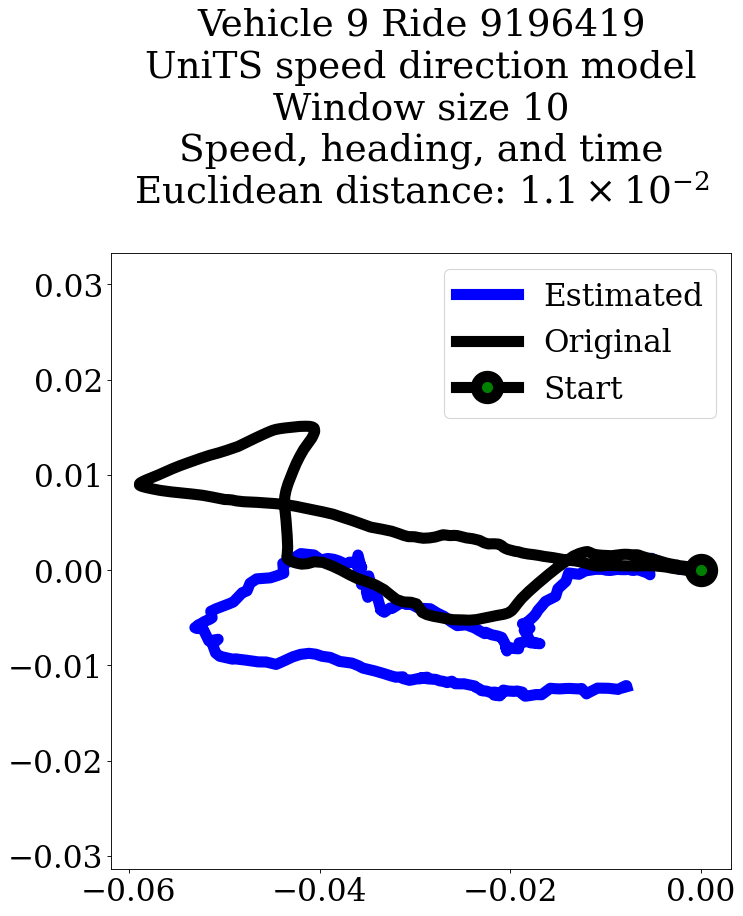 Vehicle 9 Ride 9196419
UniTS speed direction model
Window size 10
Speed, heading, and time
Euclidean distance: 1.1 × 10⁻²
Estimated
Original
Start
0.03
0.02
0.01
0.00
−0.01
−0.02
−0.03
−0.06 −0.04 −0.02 0.00